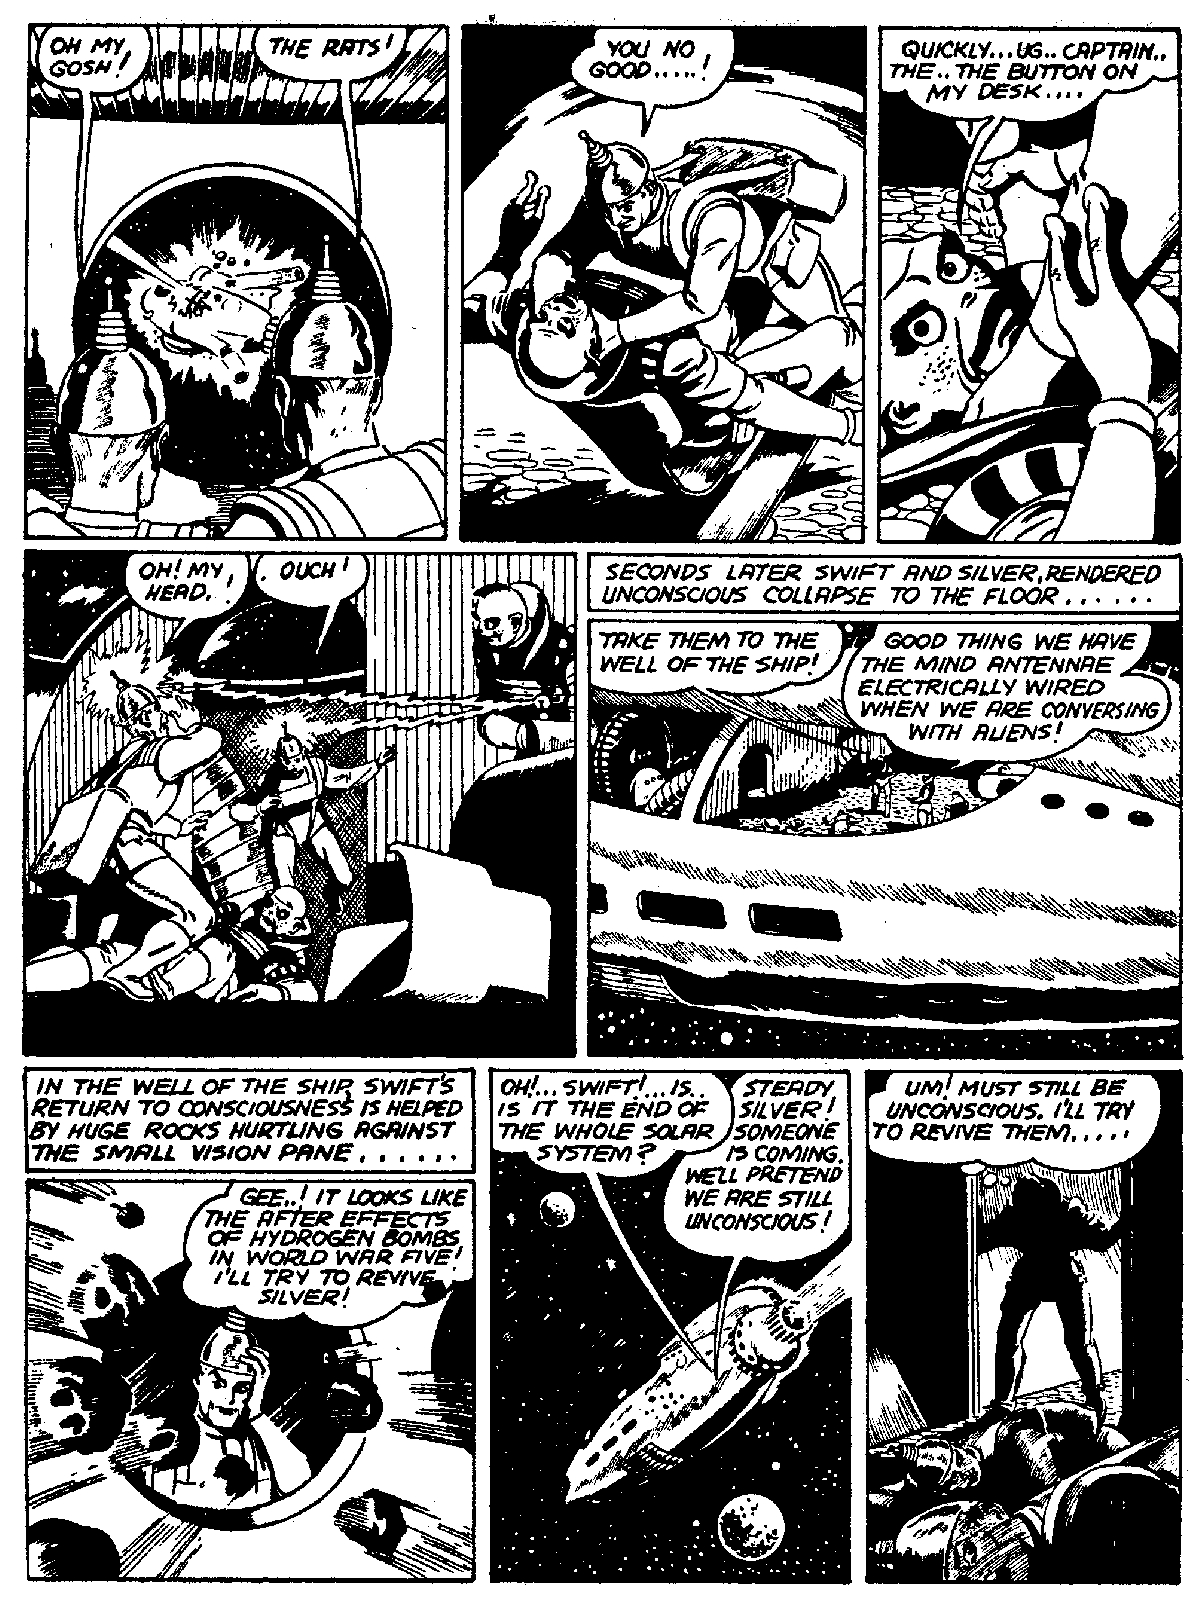 OH MY
GOSH!
THE RATS!
YOU NO
GOOD.....!
QUICKLY...UG..CAPTAIN..
THE..THE BUTTON ON
MY DESK....
OH! MY,
HEAD.!
. OUCH!
SECONDS LATER SWIFT AND SILVER,RENDERED
UNCONSCIOUS COLLAPSE TO THE FLOOR......
TAKE THEM TO THE
WELL OF THE SHIP!
GOOD THING WE HAVE
THE MIND ANTENNAE
ELECTRICALLY WIRED
WHEN WE ARE CONVERSING
WITH ALIENS!
IN THE WELL OF THE SHIP, SWIFT'S
RETURN TO CONSCIOUSNESS IS HELPED
BY HUGE ROCKS HURTLING AGAINST
THE SMALL VISION PANE......
GEE..! IT LOOKS LIKE
THE AFTER EFFECTS
OF HYDROGEN BOMBS
IN WORLD WAR FIVE!
I'LL TRY TO REVIVE
SILVER!
OH!...SWIFT!...IS..
IS IT THE END OF
THE WHOLE SOLAR
SYSTEM?
STEADY
SILVER!
SOMEONE
IS COMING.
WE'LL PRETEND
WE ARE STILL
UNCONSCIOUS!
UM! MUST STILL BE
UNCONSCIOUS. I'LL TRY
TO REVIVE THEM.....